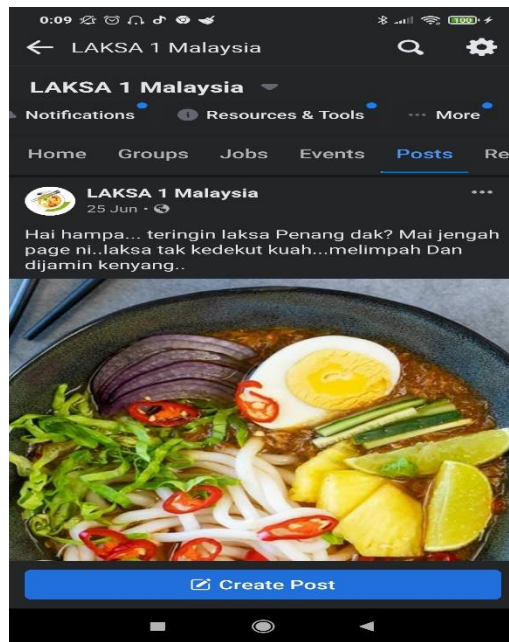 0:09
100
LAKSA 1 Malaysia
LAKSA 1 Malaysia
Notifications Resources & Tools More
Home Groups Jobs Events Posts Re
LAKSA 1 Malaysia
25 Jun
Hai hampa... teringin laksa Penang dak? Mai jengah
page ni..laksa tak kedekut kuah...melimpah Dan
dijamin kenyang..
Create Post